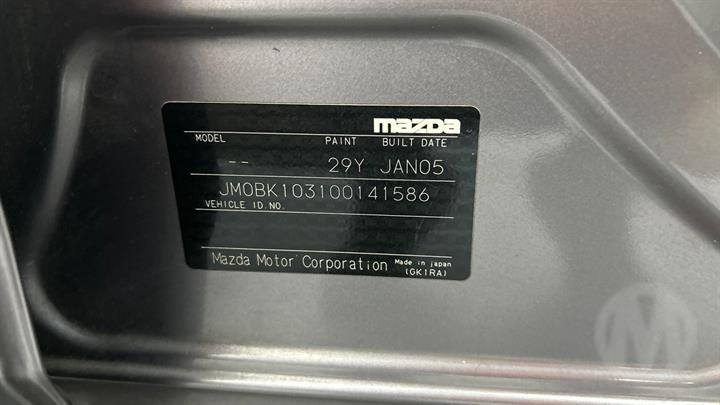 mazda
MODEL PAINT BUILT DATE
-- 29Y JAN05
JM0BK103100141586
VEHICLE ID.NO.
Mazda Motor Corporation Made in japan
(GK1RA)
M